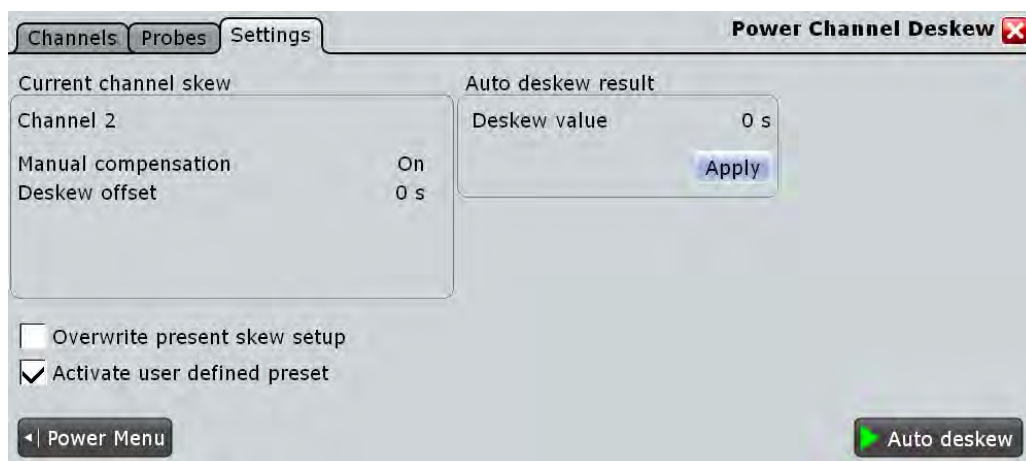 Channels Probes Settings Power Channel Deskew
Current channel skew
Channel 2
Manual compensation On
Deskew offset 0 s
Auto deskew result
Deskew value 0 s
Apply
Overwrite present skew setup
Activate user defined preset
Power Menu
Auto deskew